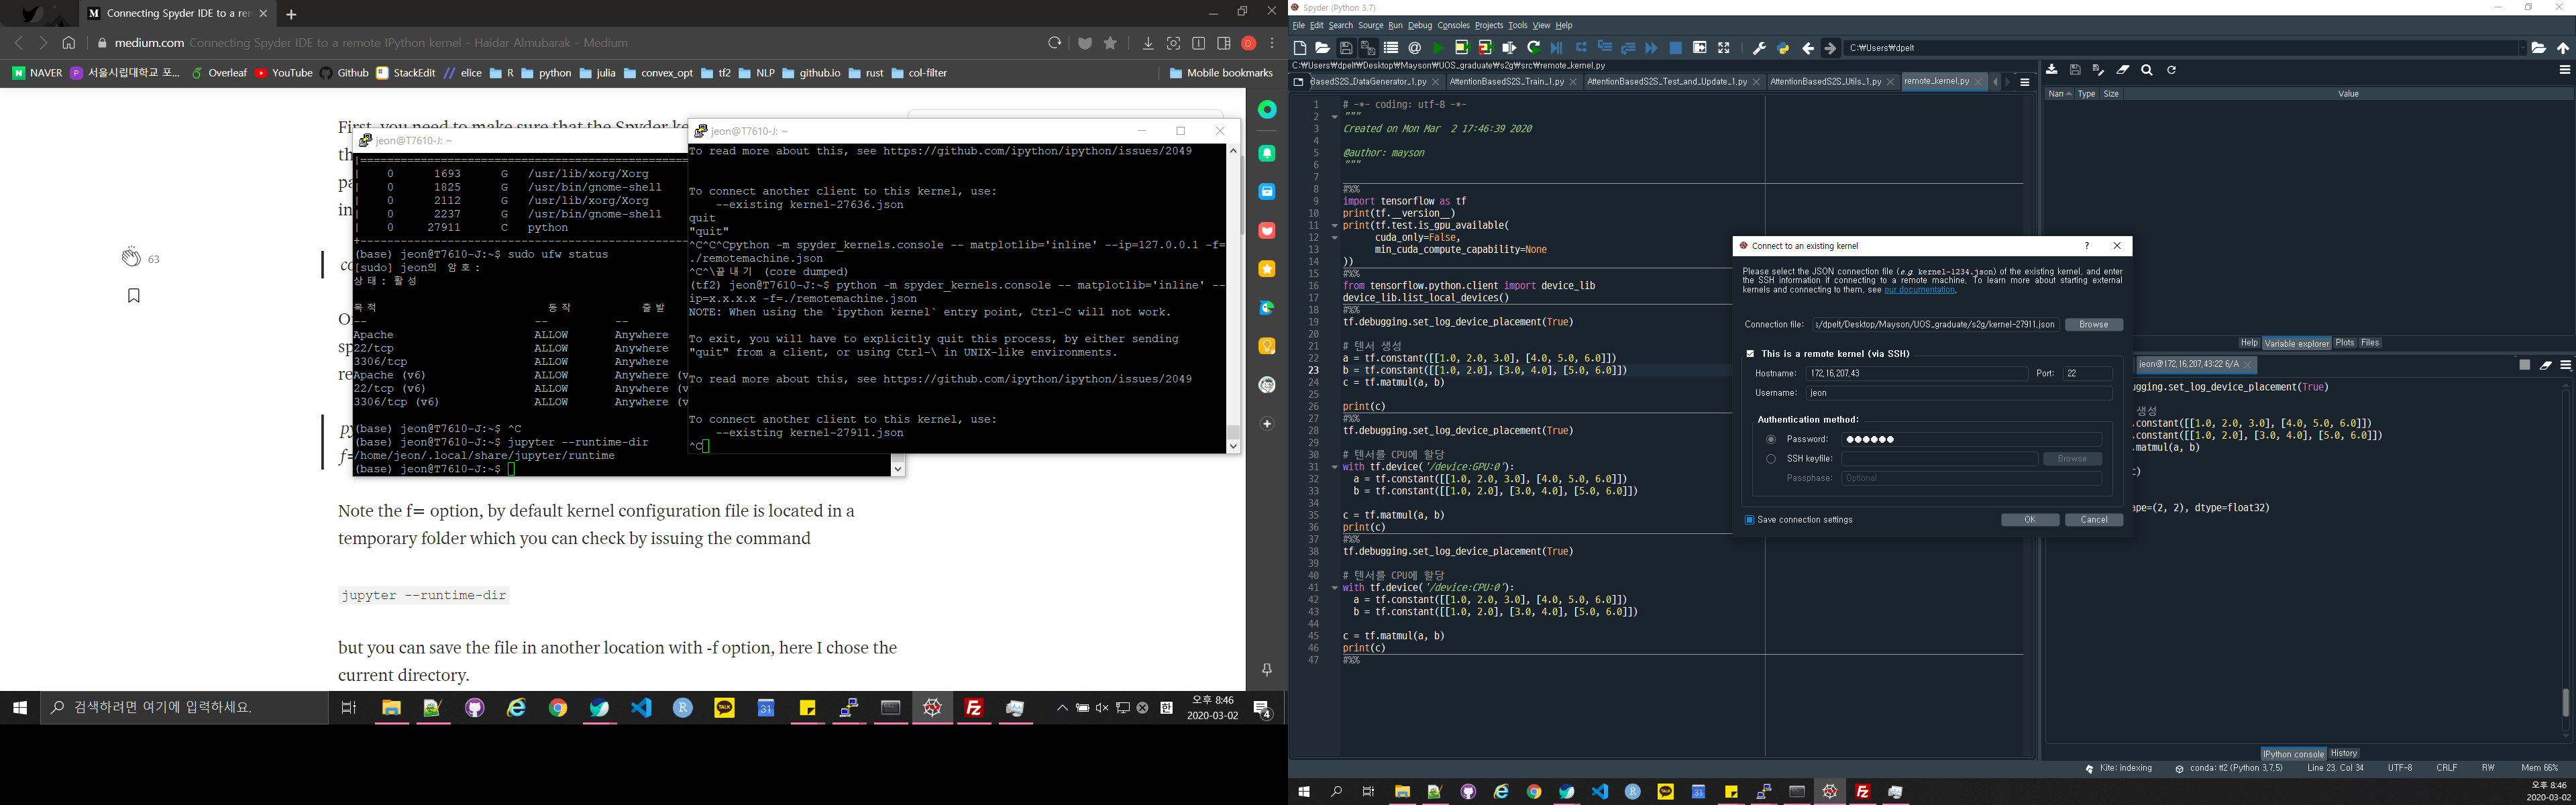 Connecting Spyder IDE to a re
medium.com Connecting Spyder IDE to a remote IPython kernel - Haidar Almubarak - Medium
NAVER 서울시립대학교 포... Overleaf YouTube Github StackEdit elice R python julia convex_opt tf2 NLP github.io rust col-filter Mobile bookmarks
First, you need to make sure that the Spyder ke
63
jeon@T7610-J: ~
0 1693 G /usr/lib/xorg/Xorg
0 1825 G /usr/bin/gnome-shell
0 2112 G /usr/lib/xorg/Xorg
0 2237 G /usr/bin/gnome-shell
0 27911 C python
(base) jeon@T7610-J:~$ sudo ufw status
[sudo] jeon의 암호:
상태: 활성
목적 동작 출발
-- -- --
Apache ALLOW Anywhere
22/tcp ALLOW Anywhere
3306/tcp ALLOW Anywhere
Apache (v6) ALLOW Anywhere (v
22/tcp (v6) ALLOW Anywhere (v
3306/tcp (v6) ALLOW Anywhere (v
(base) jeon@T7610-J:~$ ^C
(base) jeon@T7610-J:~$ jupyter --runtime-dir
/home/jeon/.local/share/jupyter/runtime
(base) jeon@T7610-J:~$
jeon@T7610-J: ~
To read more about this, see https://github.com/ipython/ipython/issues/2049
To connect another client to this kernel, use:
--existing kernel-27636.json
quit
"quit"
^C^C^Cpython -m spyder_kernels.console -- matplotlib='inline' --ip=127.0.0.1 -f=
./remotemachine.json
^C^\끝내기 (core dumped)
(tf2) jeon@T7610-J:~$ python -m spyder_kernels.console -- matplotlib='inline' --
ip=x.x.x.x -f=./remotemachine.json
NOTE: When using the `ipython kernel` entry point, Ctrl-C will not work.
To exit, you will have to explicitly quit this process, by either sending
"quit" from a client, or using Ctrl-\ in UNIX-like environments.
To read more about this, see https://github.com/ipython/ipython/issues/2049
To connect another client to this kernel, use:
--existing kernel-27911.json
^C
Note the f= option, by default kernel configuration file is located in a
temporary folder which you can check by issuing the command
jupyter --runtime-dir
but you can save the file in another location with -f option, here I chose the
current directory.
검색하려면 여기에 입력하세요.
오후 8:46
2020-03-02
4
Spyder (Python 3.7)
File Edit Search Source Run Debug Consoles Projects Tools View Help
C:₩Users₩dpelt
C:₩Users₩dpelt₩Desktop₩Mayson₩UOS_graduate₩s2g₩src₩remote_kernel.py
BasedS2S_DataGenerator_1.py AttentionBasedS2S_Train_1.py AttentionBasedS2S_Test_and_Update_1.py AttentionBasedS2S_Utils_1.py remote_kernel.py
1 # -*- coding: utf-8 -*-
2 """
3 Created on Mon Mar  2 17:46:39 2020
4
5 @author: mayson
6 """
7
8 #%%
9 import tensorflow as tf
10 print(tf.__version__)
11 print(tf.test.is_gpu_available(
12 cuda_only=False,
13 min_cuda_compute_capability=None
14 ))
15 #%%
16 from tensorflow.python.client import device_lib
17 device_lib.list_local_devices()
18 #%%
19 tf.debugging.set_log_device_placement(True)
20
21 # 텐서 생성
22 a = tf.constant([[1.0, 2.0, 3.0], [4.0, 5.0, 6.0]])
23 b = tf.constant([[1.0, 2.0], [3.0, 4.0], [5.0, 6.0]])
24 c = tf.matmul(a, b)
25
26 print(c)
27 #%%
28 tf.debugging.set_log_device_placement(True)
29
30 # 텐서를 CPU에 할당
31 with tf.device('/device:GPU:0'):
32 a = tf.constant([[1.0, 2.0, 3.0], [4.0, 5.0, 6.0]])
33 b = tf.constant([[1.0, 2.0], [3.0, 4.0], [5.0, 6.0]])
34
35 c = tf.matmul(a, b)
36 print(c)
37 #%%
38 tf.debugging.set_log_device_placement(True)
39
40 # 텐서를 CPU에 할당
41 with tf.device('/device:CPU:0'):
42 a = tf.constant([[1.0, 2.0, 3.0], [4.0, 5.0, 6.0]])
43 b = tf.constant([[1.0, 2.0], [3.0, 4.0], [5.0, 6.0]])
44
45 c = tf.matmul(a, b)
46 print(c)
47 #%%
Connect to an existing kernel
Please select the JSON connection file (e.g. kernel-1234.json) of the existing kernel, and enter
the SSH information if connecting to a remote machine. To learn more about starting external
kernels and connecting to them, see our documentation.
Connection file: s/dpelt/Desktop/Mayson/UOS_graduate/s2g/kernel-27911.json Browse
This is a remote kernel (via SSH)
Hostname: 172.16.207.43 Port: 22
Username: jeon
Authentication method:
Password: ●●●●●●
SSH keyfile: Browse
Passphase: Optional
Save connection settings OK Cancel
Nam Type Size Value
Help Variable explorer Plots Files
jeon@172.16.207.43:22 6/A
ugging.set_log_device_placement(True)
생성
.constant([[1.0, 2.0, 3.0], [4.0, 5.0, 6.0]])
.constant([[1.0, 2.0], [3.0, 4.0], [5.0, 6.0]])
.matmul(a, b)
c)
ape=(2, 2), dtype=float32)
IPython console History
Kite: indexing conda: tf2 (Python 3.7.5) Line 23, Col 34 UTF-8 CRLF RW Mem 66%
오후 8:46
2020-03-02